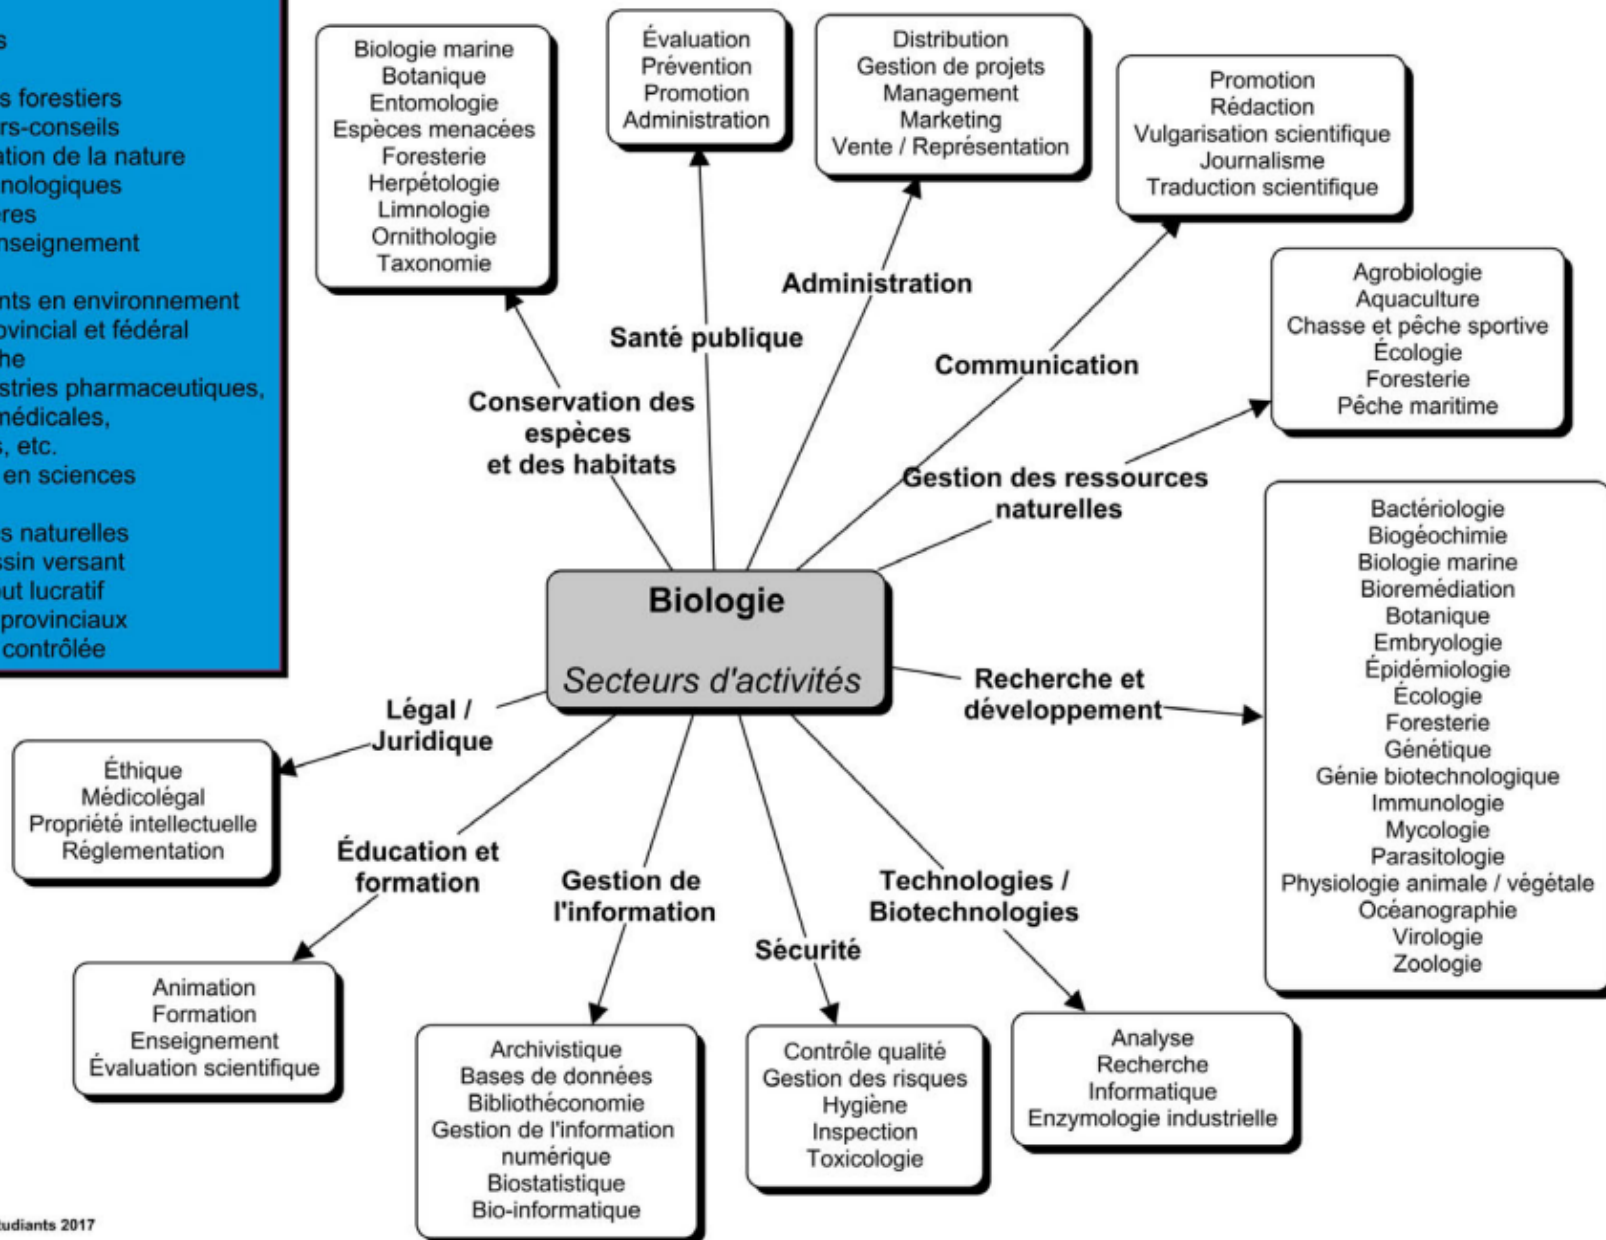 s forestiers
rs-conseils
ation de la nature
nologiques
ères
nseignement
nts en environnement
ovincial et fédéral
che
stries pharmaceutiques,
médicales,
s, etc.
en sciences
s naturelles
ssin versant
ut lucratif
provinciaux
contrôlée
Biologie marine
Botanique
Entomologie
Espèces menacées
Foresterie
Herpétologie
Limnologie
Ornithologie
Taxonomie
Évaluation
Prévention
Promotion
Administration
Distribution
Gestion de projets
Management
Marketing
Vente / Représentation
Promotion
Rédaction
Vulgarisation scientifique
Journalisme
Traduction scientifique
Agrobiologie
Aquaculture
Chasse et pêche sportive
Écologie
Foresterie
Pêche maritime
Conservation des
espèces
et des habitats
Santé publique
Administration
Communication
Gestion des ressources
naturelles
Biologie
Secteurs d'activités
Recherche et
développement
Bactériologie
Biogéochimie
Biologie marine
Bioremédiation
Botanique
Embryologie
Épidémiologie
Écologie
Foresterie
Génétique
Génie biotechnologique
Immunologie
Mycologie
Parasitologie
Physiologie animale / végétale
Océanographie
Virologie
Zoologie
Légal /
Juridique
Éthique
Médicolégal
Propriété intellectuelle
Réglementation
Éducation et
formation
Animation
Formation
Enseignement
Évaluation scientifique
Gestion de
l'information
Archivistique
Bases de données
Bibliothéconomie
Gestion de l'information
numérique
Biostatistique
Bio-informatique
Sécurité
Contrôle qualité
Gestion des risques
Hygiène
Inspection
Toxicologie
Technologies /
Biotechnologies
Analyse
Recherche
Informatique
Enzymologie industrielle
udiants 2017